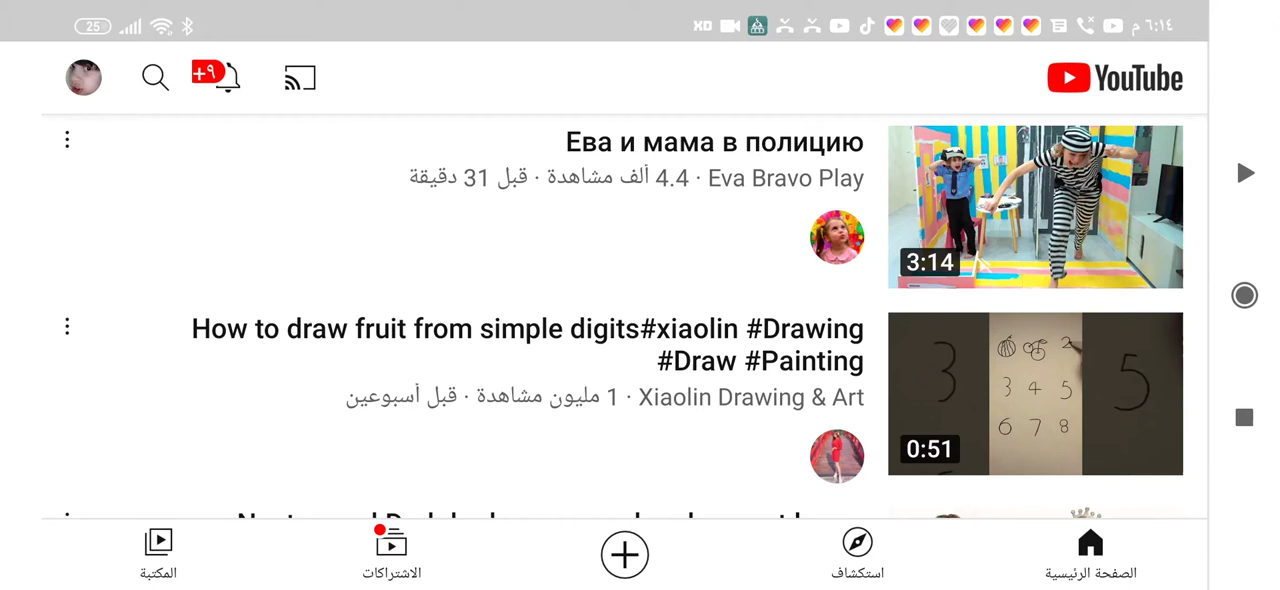 ٦:١٤ م
25
YouTube
+٩
Ева и мама в полицию
Eva Bravo Play · 4.4 ألف مشاهدة · قبل 31 دقيقة
3:14
How to draw fruit from simple digits#xiaolin #Drawing
#Draw #Painting
Xiaolin Drawing & Art · 1 مليون مشاهدة · قبل أسبوعين
3
2
3 4 5
6 7 8
5
0:51
الصفحة الرئيسية
استكشاف
الاشتراكات
المكتبة